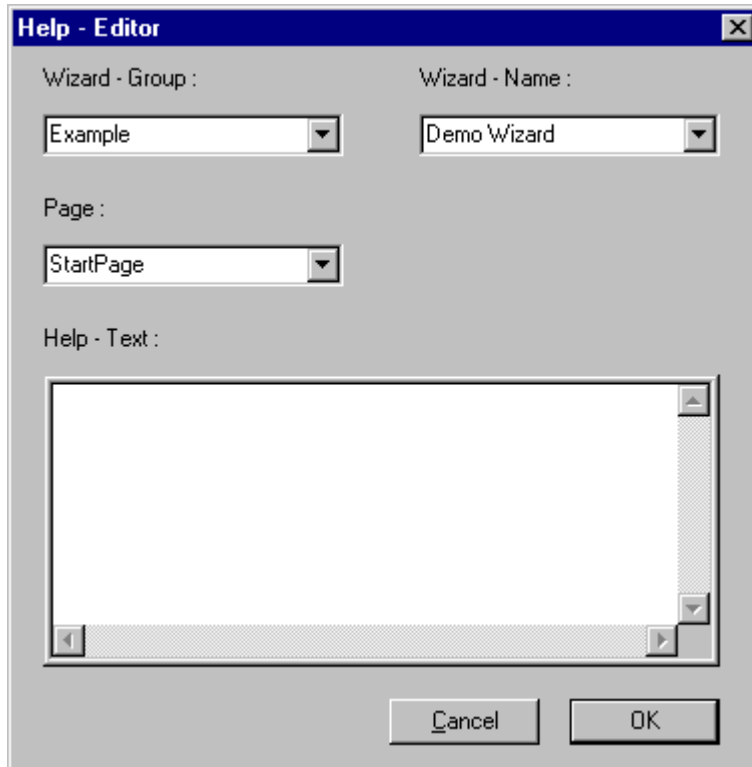 Help - Editor
Wizard - Group :
Wizard - Name :
Example
Demo Wizard
Page :
StartPage
Help - Text :
Cancel
OK